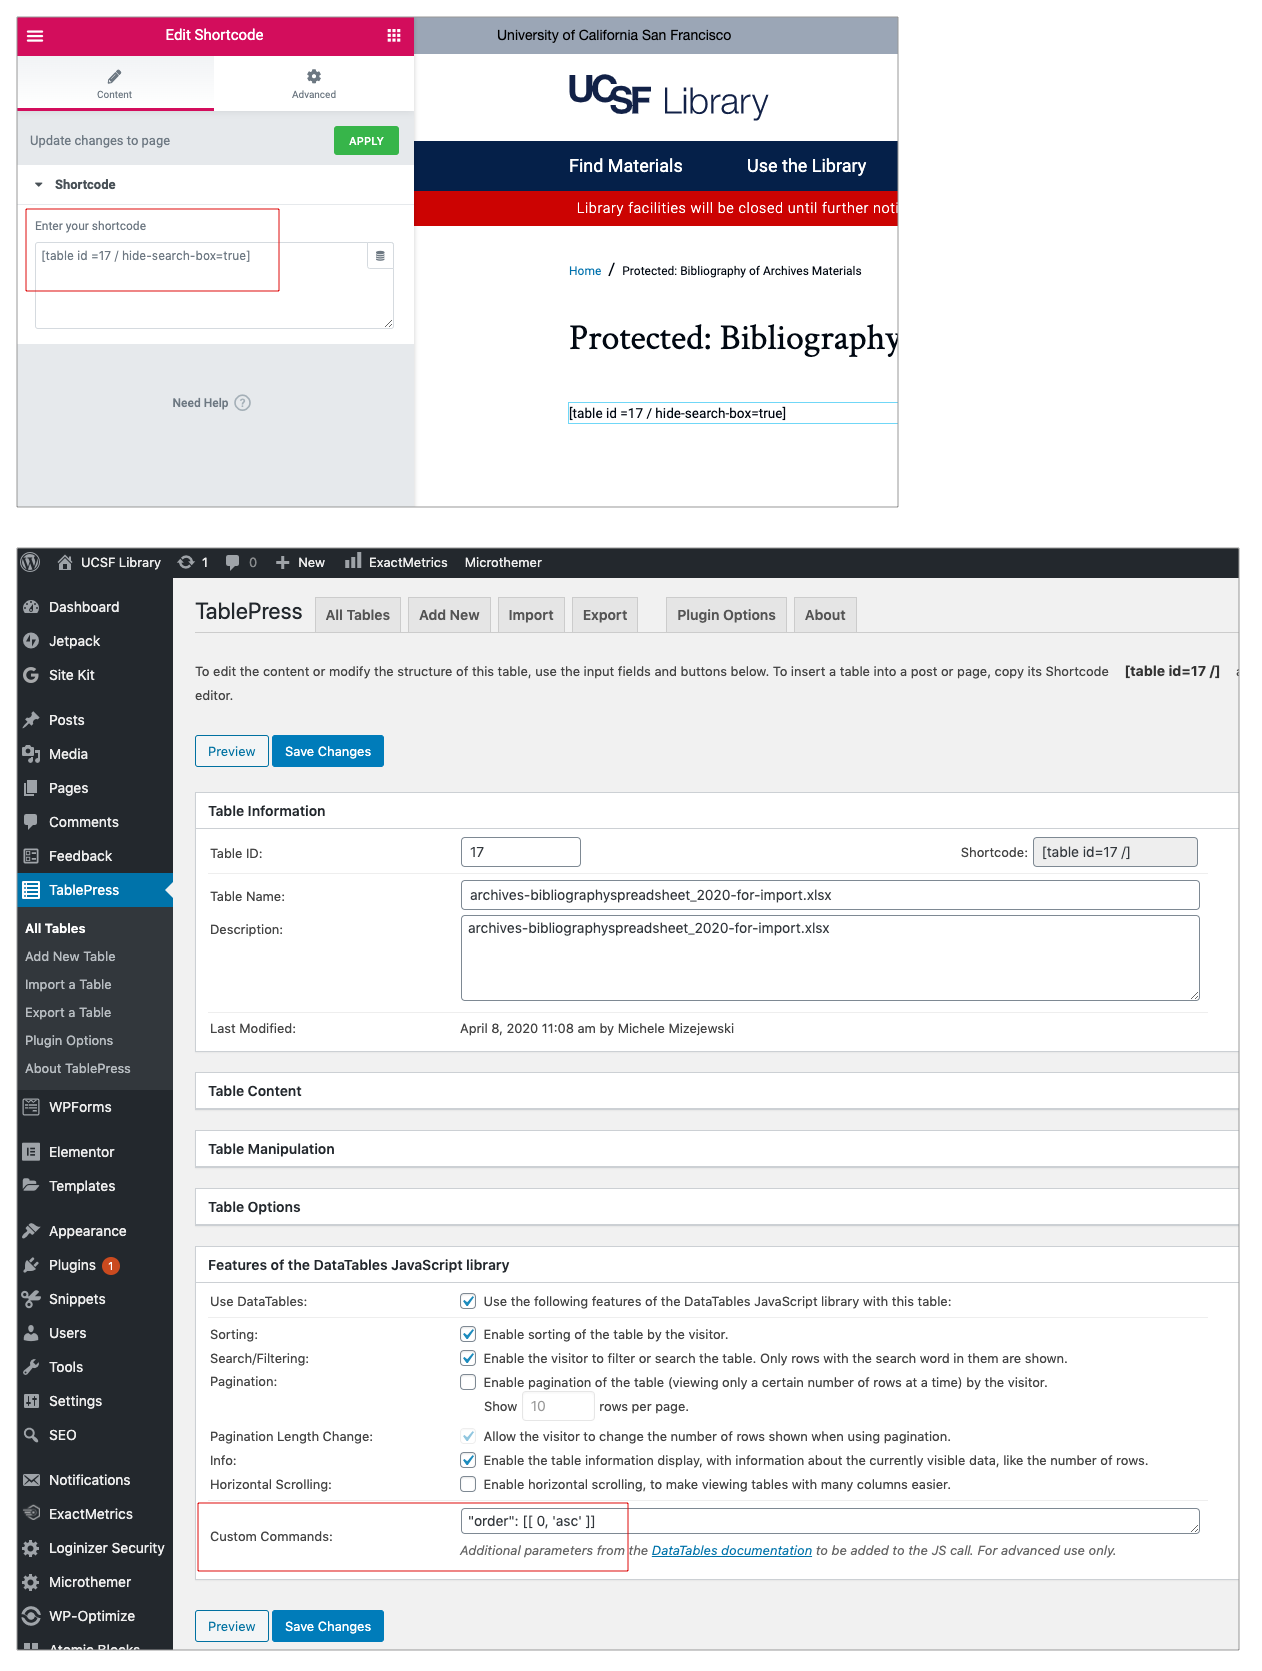 Edit Shortcode
Content
Advanced
Update changes to page
APPLY
Shortcode
Enter your shortcode
[table id =17 / hide-search-box=true]
Need Help ?
University of California San Francisco
UCSF Library
Find Materials
Use the Library
Library facilities will be closed until further noti
Home / Protected: Bibliography of Archives Materials
Protected: Bibliography
[table id =17 / hide-search-box=true]
UCSF Library 1 0 New ExactMetrics Microthemer
Dashboard
Jetpack
Site Kit
Posts
Media
Pages
Comments
Feedback
TablePress
All Tables
Add New Table
Import a Table
Export a Table
Plugin Options
About TablePress
WPForms
Elementor
Templates
Appearance
Plugins 1
Snippets
Users
Tools
Settings
SEO
Notifications
ExactMetrics
Loginizer Security
Microthemer
WP-Optimize
Atomic Blocks
TablePress All Tables Add New Import Export Plugin Options About
To edit the content or modify the structure of this table, use the input fields and buttons below. To insert a table into a post or page, copy its Shortcode [table id=17 /] a
editor.
Preview Save Changes
Table Information
Table ID: 17 Shortcode: [table id=17 /]
Table Name: archives-bibliographyspreadsheet_2020-for-import.xlsx
Description: archives-bibliographyspreadsheet_2020-for-import.xlsx
Last Modified: April 8, 2020 11:08 am by Michele Mizejewski
Table Content
Table Manipulation
Table Options
Features of the DataTables JavaScript library
Use DataTables: Use the following features of the DataTables JavaScript library with this table:
Sorting: Enable sorting of the table by the visitor.
Search/Filtering: Enable the visitor to filter or search the table. Only rows with the search word in them are shown.
Pagination: Enable pagination of the table (viewing only a certain number of rows at a time) by the visitor.
Show 10 rows per page.
Pagination Length Change: Allow the visitor to change the number of rows shown when using pagination.
Info: Enable the table information display, with information about the currently visible data, like the number of rows.
Horizontal Scrolling: Enable horizontal scrolling, to make viewing tables with many columns easier.
Custom Commands: "order": [[ 0, 'asc' ]]
Additional parameters from the DataTables documentation to be added to the JS call. For advanced use only.
Preview Save Changes